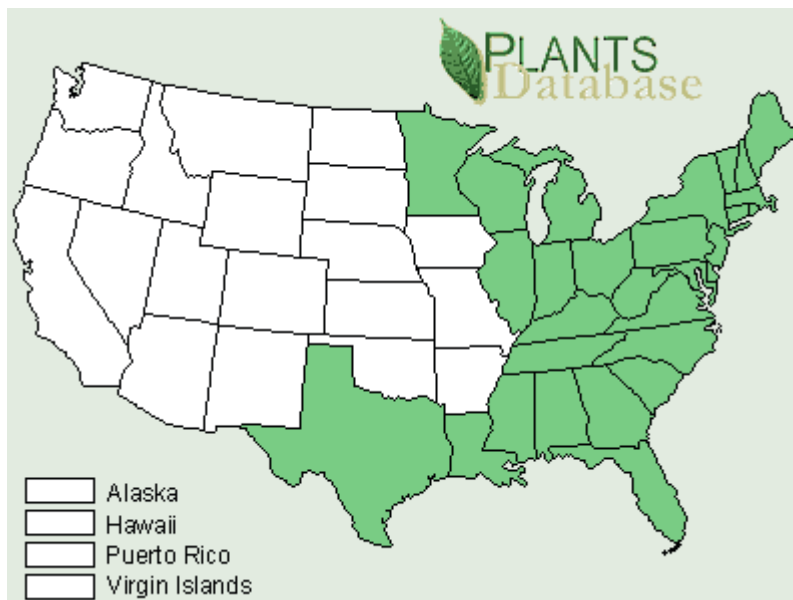 PLANTS
Database
Alaska
Hawaii
Puerto Rico
Virgin Islands